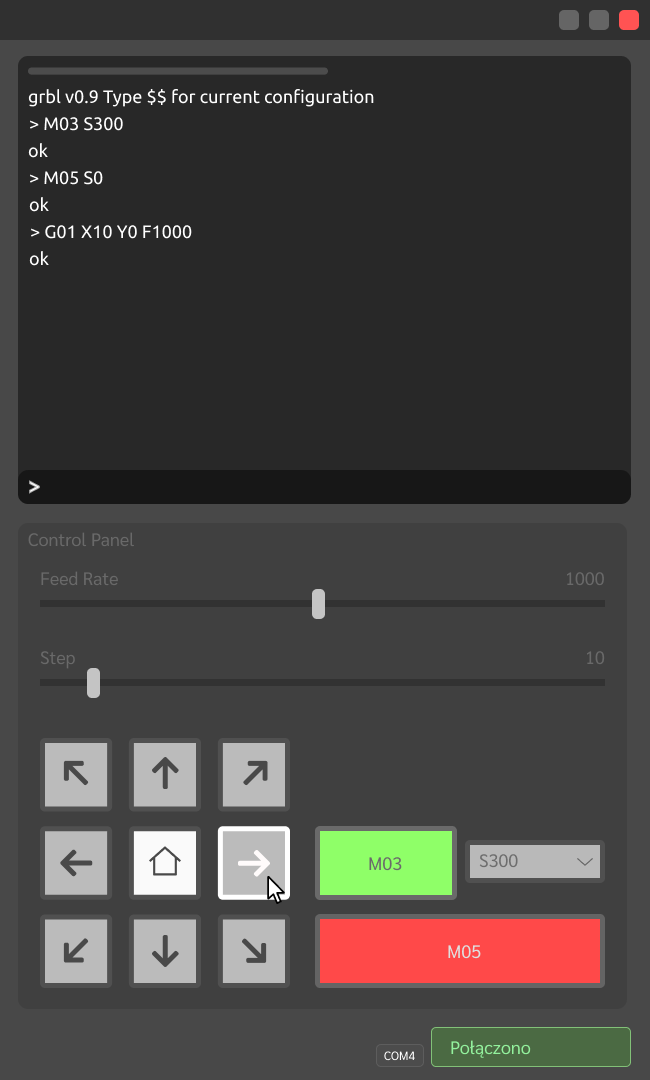 grbl v0.9 Type $$ for current configuration
> M03 S300
ok
> M05 S0
ok
> G01 X10 Y0 F1000
ok
>
Control Panel
Feed Rate 1000
Step 10
M03 S300
M05
COM4 Połączono